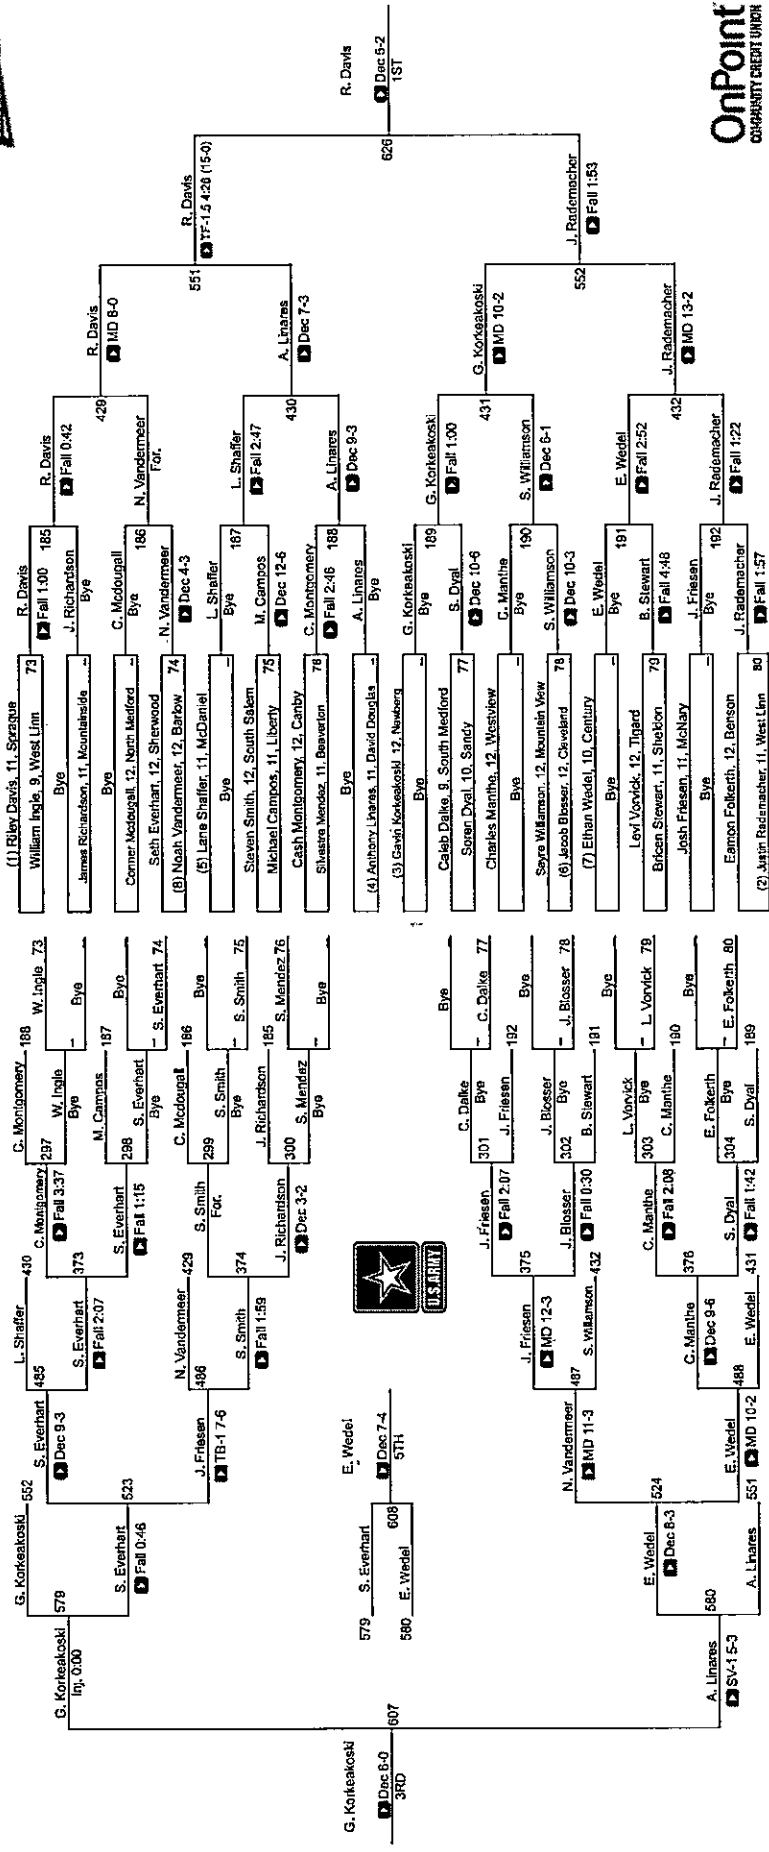 (1) Riley Davis, 11, Sprague
William Ingle, 9, West Linn
73
Bye
James Richardson, 11, Mountainside
Bye
Conner Mcdougall, 12, North Medford
Seth Everhart, 12, Sherwood
(8) Noah Vandermeer, 12, Barlow
74
(5) Lane Shaffer, 11, McDaniel
Bye
Steven Smith, 12, South Salem
Michael Campos, 11, Liberty
75
Cash Montgomery, 12, Canby
Silvestre Mendez, 11, Beaverton
76
Bye
(4) Anthony Linares, 11, David Douglas
(3) Gavin Korkeakoski, 12, Newberg
Bye
Caleb Dalke, 9, South Medford
Soren Dyal, 10, Sandy
77
Charles Manthe, 12, Westview
Bye
Sayre Williamson, 12, Mountain View
(6) Jacob Blosser, 12, Cleveland
78
(7) Ethan Wedel, 10, Century
Bye
Levi Vorvick, 12, Tigard
Bricen Stewart, 11, Sheldon
79
Josh Friesen, 11, McNary
Bye
Eamon Folkerth, 12, Benson
(2) Justin Rademacher, 11, West Linn
80
R. Davis
Fall 1:00
185
J. Richardson
Bye
C. Mcdougall
Bye
186
N. Vandermeer
Dec 4-3
L. Shaffer
Bye
187
M. Campos
Dec 12-6
C. Montgomery
Fall 2:46
188
A. Linares
Bye
G. Korkeakoski
Bye
189
S. Dyal
Dec 10-6
C. Manthe
Bye
190
S. Williamson
Dec 10-3
E. Wedel
Bye
191
B. Stewart
Fall 4:48
J. Friesen
Bye
192
J. Rademacher
Fall 1:57
R. Davis
Fall 0:42
429
N. Vandermeer
For.
L. Shaffer
Fall 2:47
430
A. Linares
Dec 9-3
G. Korkeakoski
Fall 1:00
431
S. Williamson
Dec 6-1
E. Wedel
Fall 2:52
432
J. Rademacher
Fall 1:22
R. Davis
MD 8-0
551
A. Linares
Dec 7-3
G. Korkeakoski
MD 10-2
552
J. Rademacher
MD 13-2
R. Davis
TF-1.5 4:26 (15-0)
626
J. Rademacher
Fall 1:53
R. Davis
Dec 5-2
1ST
OnPoint
COMMUNITY CREDIT UNION
W. Ingle 73
Bye
Bye
S. Everhart 74
Bye
S. Smith 75
S. Mendez 76
Bye
Bye
C. Dalke 77
Bye
J. Blosser 78
Bye
L. Vorvick 79
Bye
E. Folkerth 80
C. Montgomery 188
297
W. Ingle
Bye
M. Campos 187
298
S. Everhart
Bye
C. Mcdougall 186
299
S. Smith
Bye
J. Richardson 185
300
S. Mendez
Bye
C. Dalke
Bye
301
J. Friesen 192
J. Blosser
Bye
302
B. Stewart 191
L. Vorvick
Bye
303
C. Manthe 190
E. Folkerth
Bye
304
S. Dyal 189
C. Montgomery
Fall 3:37
373
S. Everhart
Fall 1:15
S. Smith
For.
374
J. Richardson
Dec 3-2
J. Friesen
Fall 2:07
375
J. Blosser
Fall 0:30
C. Manthe
Fall 2:08
376
S. Dyal
Fall 1:42
L. Shaffer 430
485
S. Everhart
Fall 2:07
N. Vandermeer 429
486
S. Smith
Fall 1:59
J. Friesen
MD 12-3
487
S. Williamson 432
C. Manthe
Dec 9-6
488
E. Wedel 431
U.S. ARMY
S. Everhart
Dec 9-3
623
J. Friesen
TB-1 7-6
N. Vandermeer
MD 11-3
524
E. Wedel
MD 10-2
G. Korkeakoski 552
579
S. Everhart
Fall 0:46
E. Wedel
Dec 8-3
580
A. Linares 551
579 S. Everhart
608
580 E. Wedel
E. Wedel
Dec 7-4
5TH
G. Korkeakoski
Inj. 0:00
607
A. Linares
SV-1 5-3
G. Korkeakoski
Dec 6-0
3RD